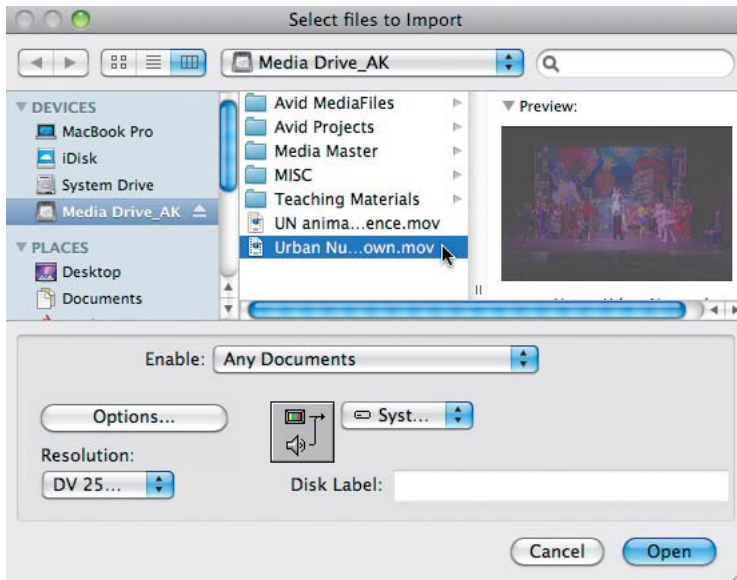 Select files to Import
Media Drive_AK
DEVICES
MacBook Pro
iDisk
System Drive
Media Drive_AK
PLACES
Desktop
Documents
Avid MediaFiles
Avid Projects
Media Master
MISC
Teaching Materials
UN anima...ence.mov
Urban Nu...own.mov
Preview:
Enable: Any Documents
Options...
Syst...
Resolution:
DV 25...
Disk Label:
Cancel
Open